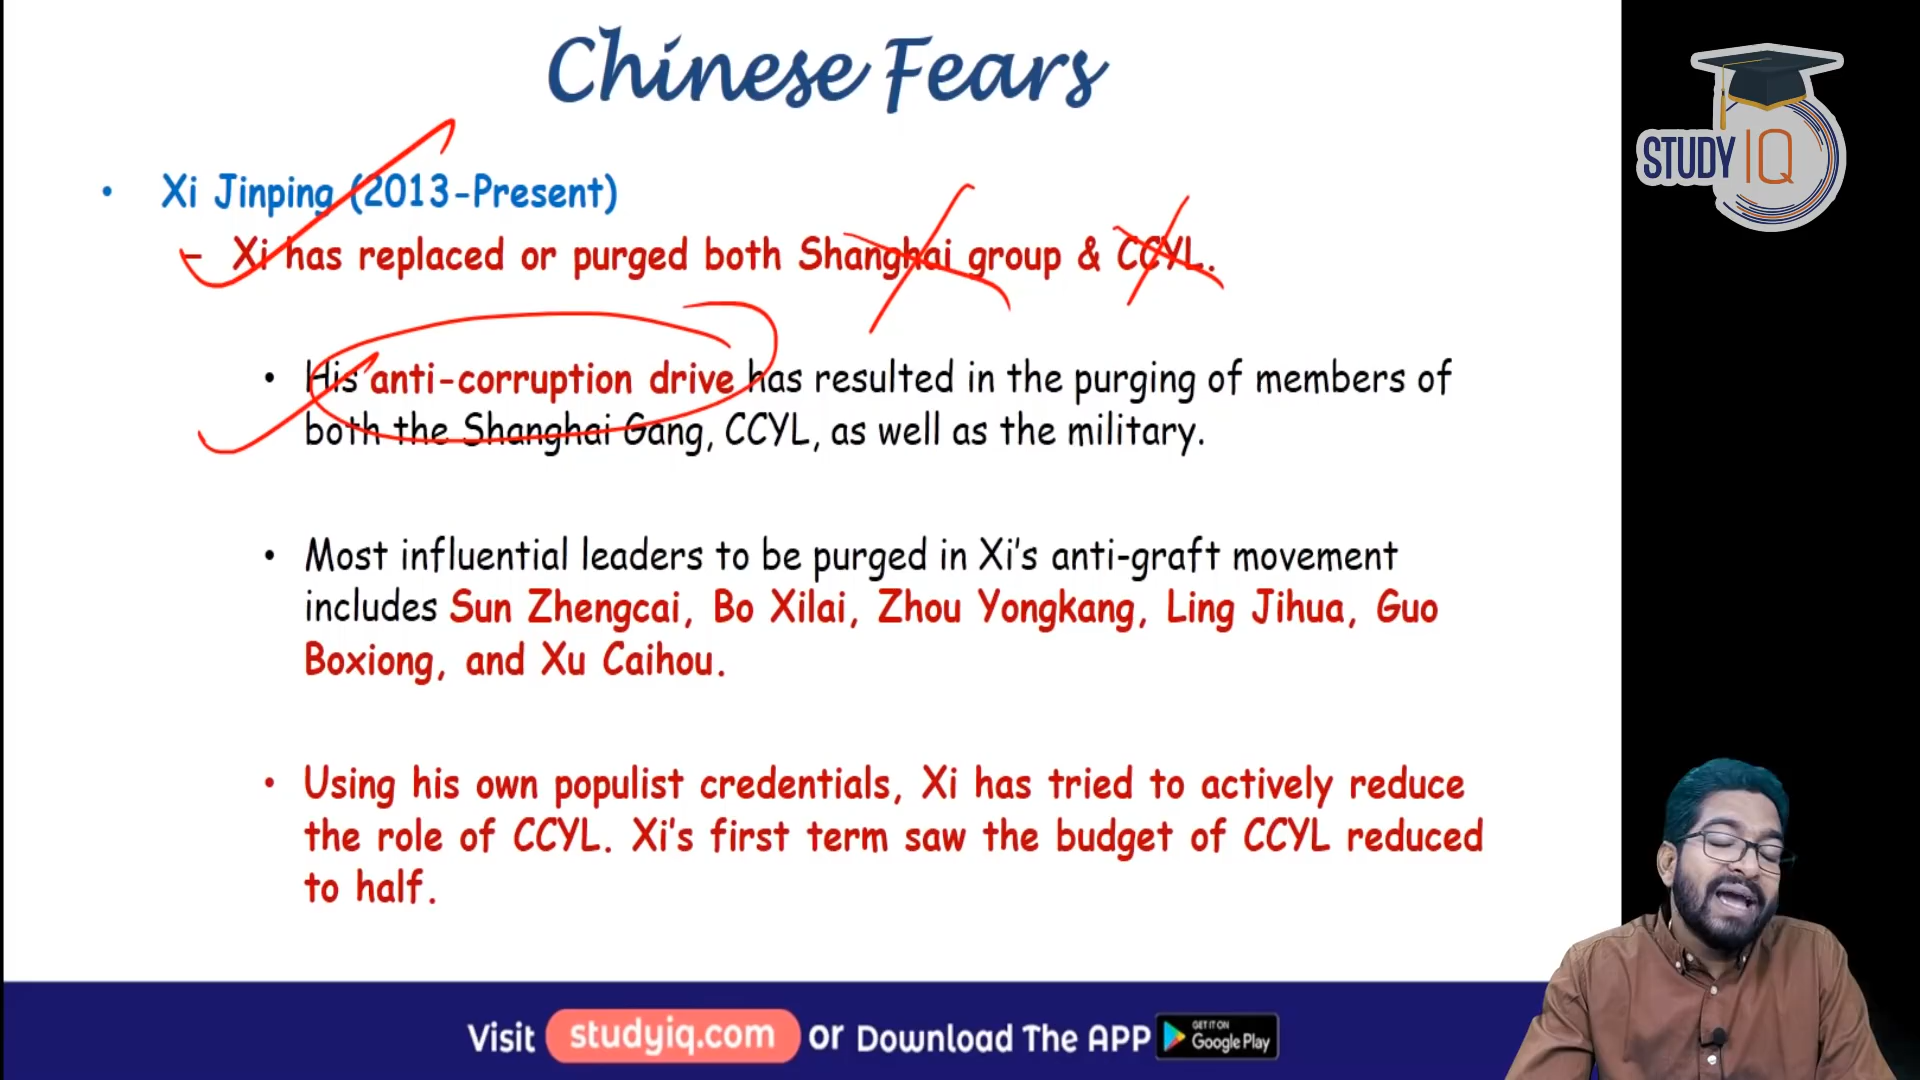 Chinese Fears
STUDY IQ
• Xi Jinping (2013-Present)
– Xi has replaced or purged both Shanghai group & CCYL.
• His anti-corruption drive has resulted in the purging of members of
both the Shanghai Gang, CCYL, as well as the military.
• Most influential leaders to be purged in Xi's anti-graft movement
includes Sun Zhengcai, Bo Xilai, Zhou Yongkang, Ling Jihua, Guo
Boxiong, and Xu Caihou.
• Using his own populist credentials, Xi has tried to actively reduce
the role of CCYL. Xi's first term saw the budget of CCYL reduced
to half.
Visit studyiq.com or Download The APP GET IT ON Google Play